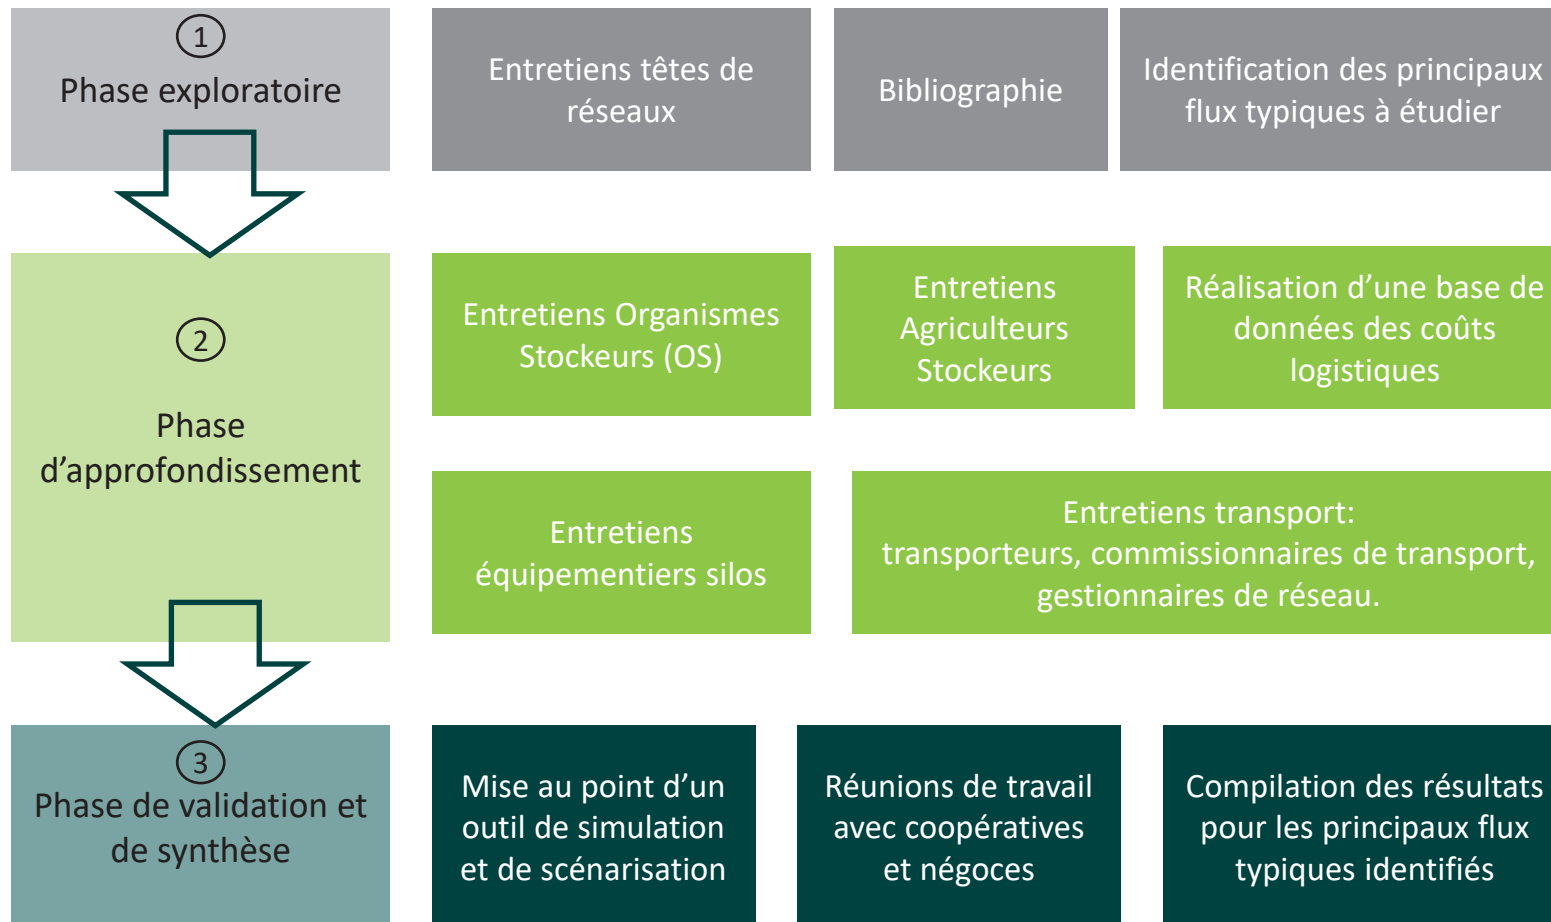 1
Phase exploratoire
Entretiens têtes de
réseaux
Bibliographie
Identification des principaux
flux typiques à étudier
2
Phase
d’approfondissement
Entretiens Organismes
Stockeurs (OS)
Entretiens
Agriculteurs
Stockeurs
Réalisation d’une base de
données des coûts
logistiques
Entretiens
équipementiers silos
Entretiens transport:
transporteurs, commissionnaires de transport,
gestionnaires de réseau.
3
Phase de validation et
de synthèse
Mise au point d’un
outil de simulation
et de scénarisation
Réunions de travail
avec coopératives
et négoces
Compilation des résultats
pour les principaux flux
typiques identifiés